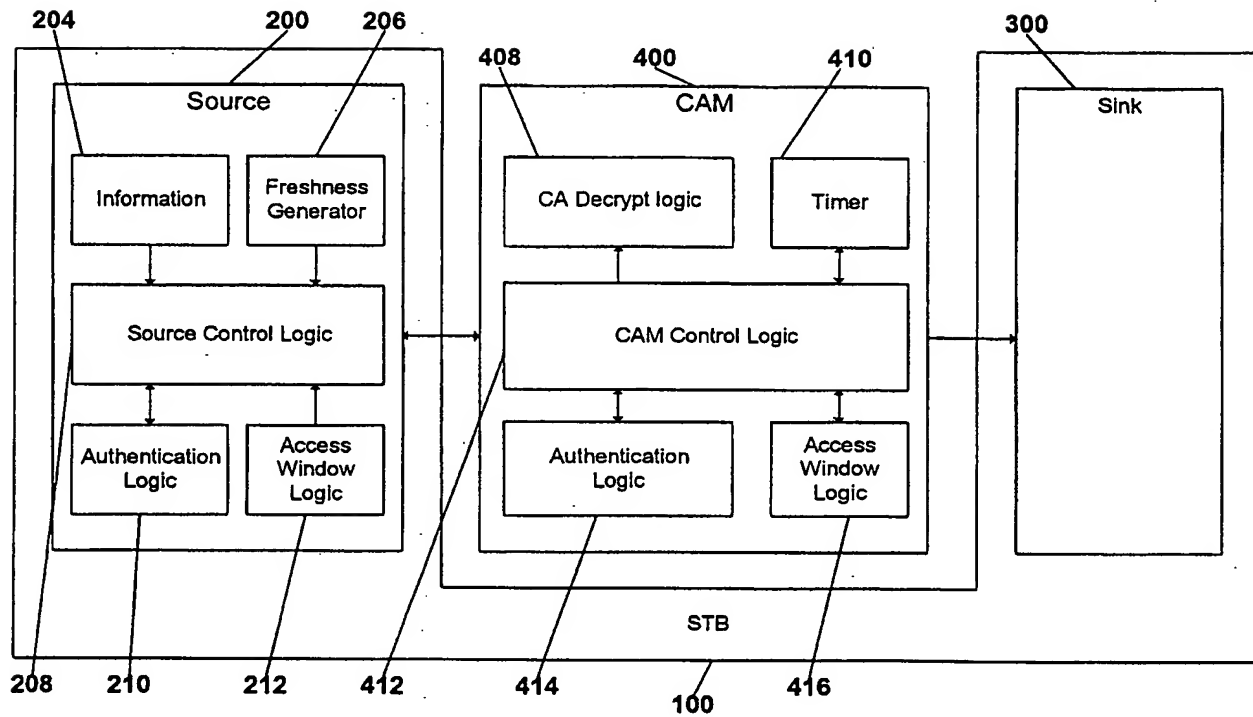 204
200
206
408
400
410
300
Source
CAM
Sink
Information
Freshness
Generator
CA Decrypt logic
Timer
Source Control Logic
CAM Control Logic
Authentication
Logic
Access
Window
Logic
Authentication
Logic
Access
Window
Logic
STB
208
210
212
412
414
100
416